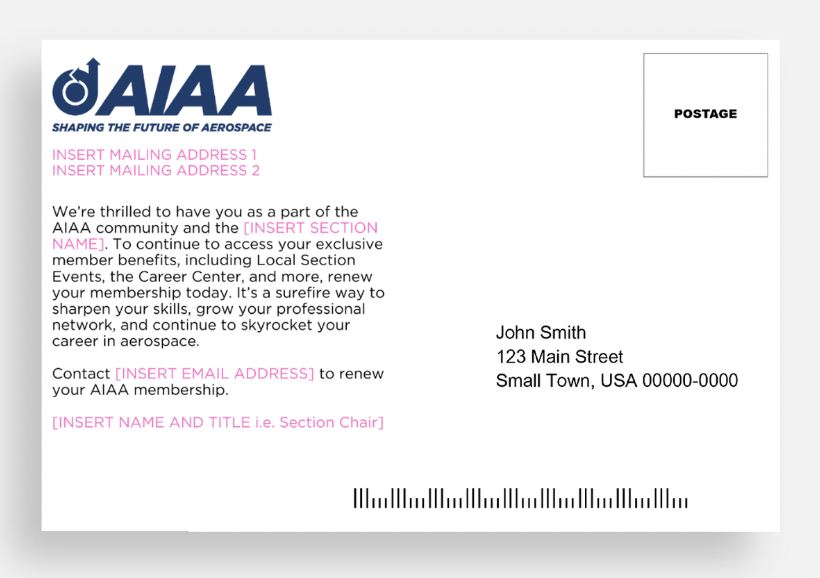 AIAA
SHAPING THE FUTURE OF AEROSPACE
INSERT MAILING ADDRESS 1
INSERT MAILING ADDRESS 2
We’re thrilled to have you as a part of the
AIAA community and the [INSERT SECTION
NAME]. To continue to access your exclusive
member benefits, including Local Section
Events, the Career Center, and more, renew
your membership today. It’s a surefire way to
sharpen your skills, grow your professional
network, and continue to skyrocket your
career in aerospace.
Contact [INSERT EMAIL ADDRESS] to renew
your AIAA membership.
[INSERT NAME AND TITLE i.e. Section Chair]
POSTAGE
John Smith
123 Main Street
Small Town, USA 00000-0000